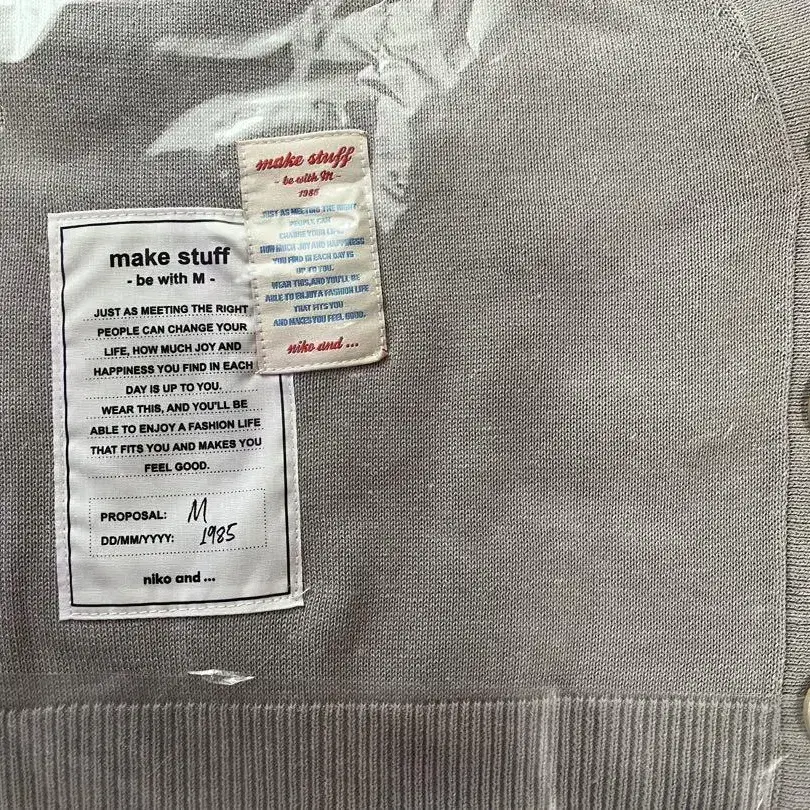 make stuff
- be with M -
JUST AS MEETING THE RIGHT
PEOPLE CAN CHANGE YOUR
LIFE, HOW MUCH JOY AND
HAPPINESS YOU FIND IN EACH
DAY IS UP TO YOU.
WEAR THIS, AND YOU'LL BE
ABLE TO ENJOY A FASHION LIFE
THAT FITS YOU AND MAKES YOU
FEEL GOOD.
PROPOSAL: M
DD/MM/YYYY: 1985
niko and ...
make stuff
- be with M -
1985
JUST AS MEETING THE RIGHT
PEOPLE CAN
CHANGE YOUR LIFE,
HOW MUCH JOY AND HAPPINESS
YOU FIND IN EACH DAY IS
UP TO YOU.
WEAR THIS,AND YOU'LL BE
ABLE TO ENJOY A FASHION LIFE
THAT FITS YOU
AND MAKES YOU FEEL GOOD.
niko and ...